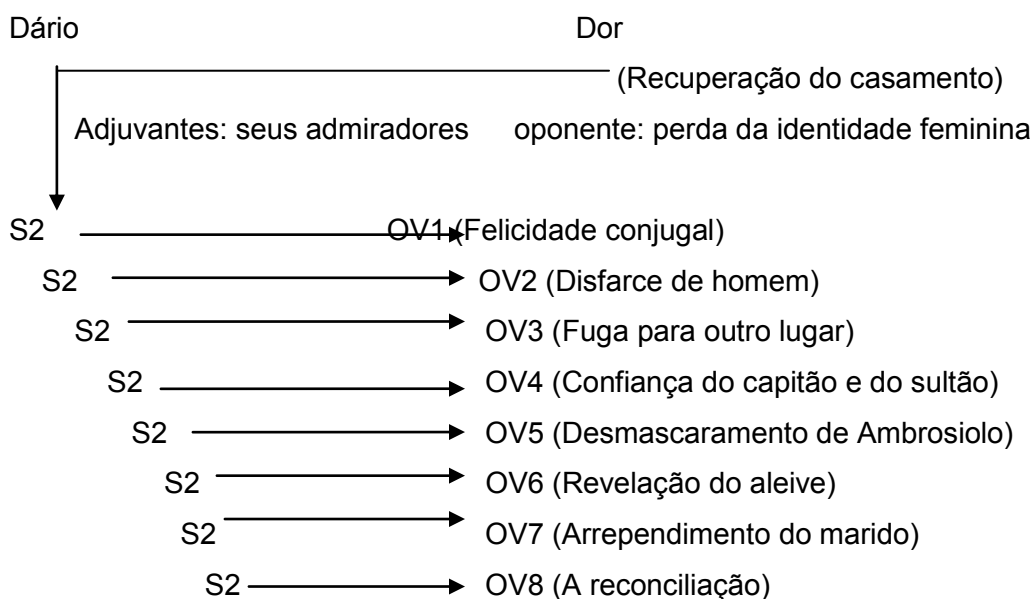 Dário Dor
(Recuperação do casamento)
Adjuvantes: seus admiradores oponente: perda da identidade feminina
S2 OV1 (Felicidade conjugal)
S2 OV2 (Disfarce de homem)
S2 OV3 (Fuga para outro lugar)
S2 OV4 (Confiança do capitão e do sultão)
S2 OV5 (Desmascaramento de Ambrosiolo)
S2 OV6 (Revelação do aleive)
S2 OV7 (Arrependimento do marido)
S2 OV8 (A reconciliação)